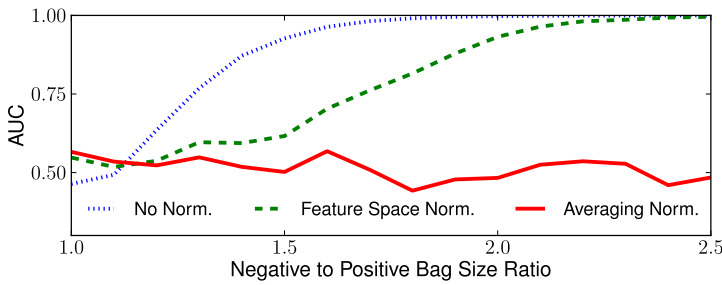 1.00
0.75
0.50
AUC
No Norm. Feature Space Norm. Averaging Norm.
1.0 1.5 2.0 2.5
Negative to Positive Bag Size Ratio